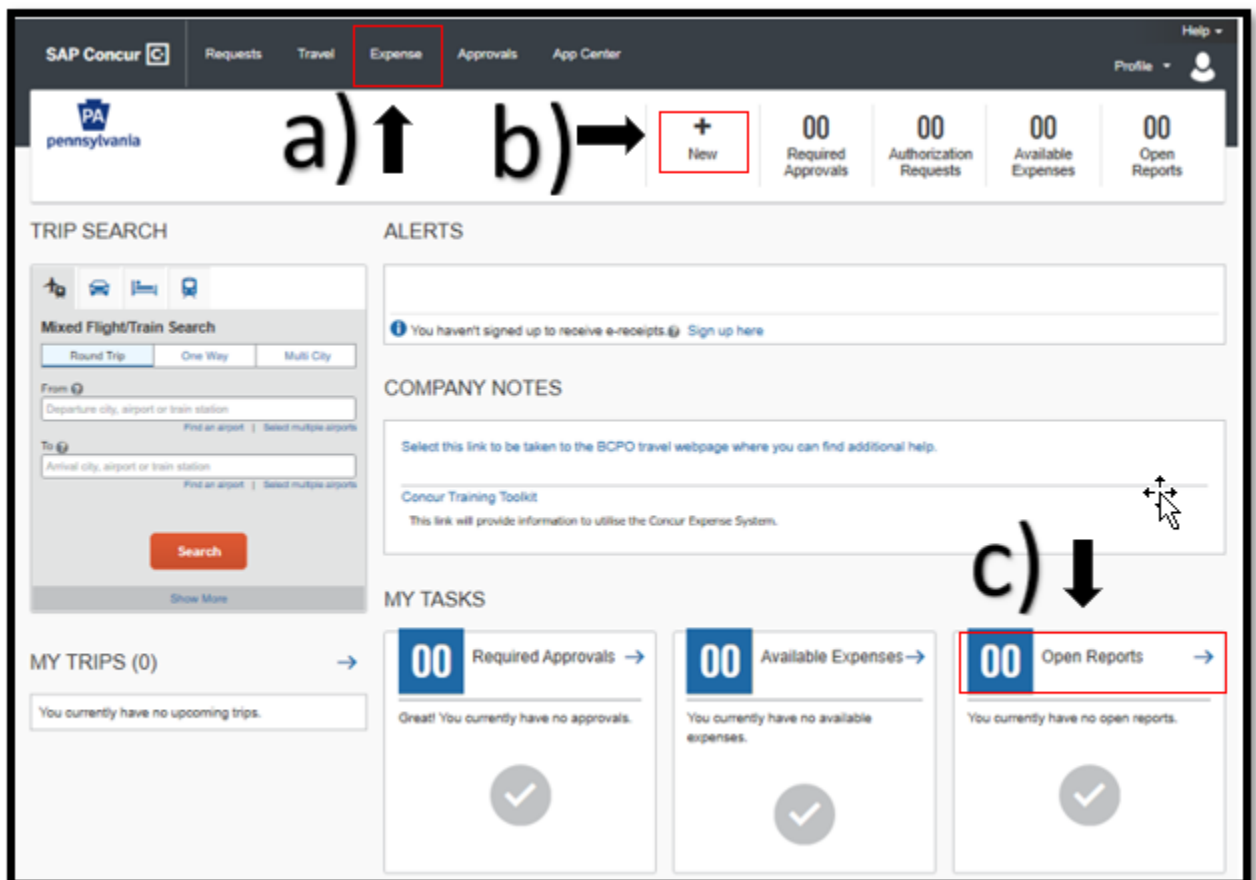 Help
SAP Concur C Requests Travel Expense Approvals App Center
Profile
PA
pennsylvania
a) b)
+
New
00
Required
Approvals
00
Authorization
Requests
00
Available
Expenses
00
Open
Reports
TRIP SEARCH
Mixed Flight/Train Search
Round Trip One Way Multi City
From ?
Departure city, airport or train station
Find an airport | Select multiple airports
To ?
Arrival city, airport or train station
Find an airport | Select multiple airports
Search
Show More
MY TRIPS (0) →
You currently have no upcoming trips.
ALERTS
You haven't signed up to receive e-receipts. Sign up here
COMPANY NOTES
Select this link to be taken to the BCPO travel webpage where you can find additional help.
Concur Training Toolkit
This link will provide information to utilise the Concur Expense System.
c)
MY TASKS
00 Required Approvals →
Great! You currently have no approvals.
00 Available Expenses→
You currently have no available
expenses.
00 Open Reports →
You currently have no open reports.